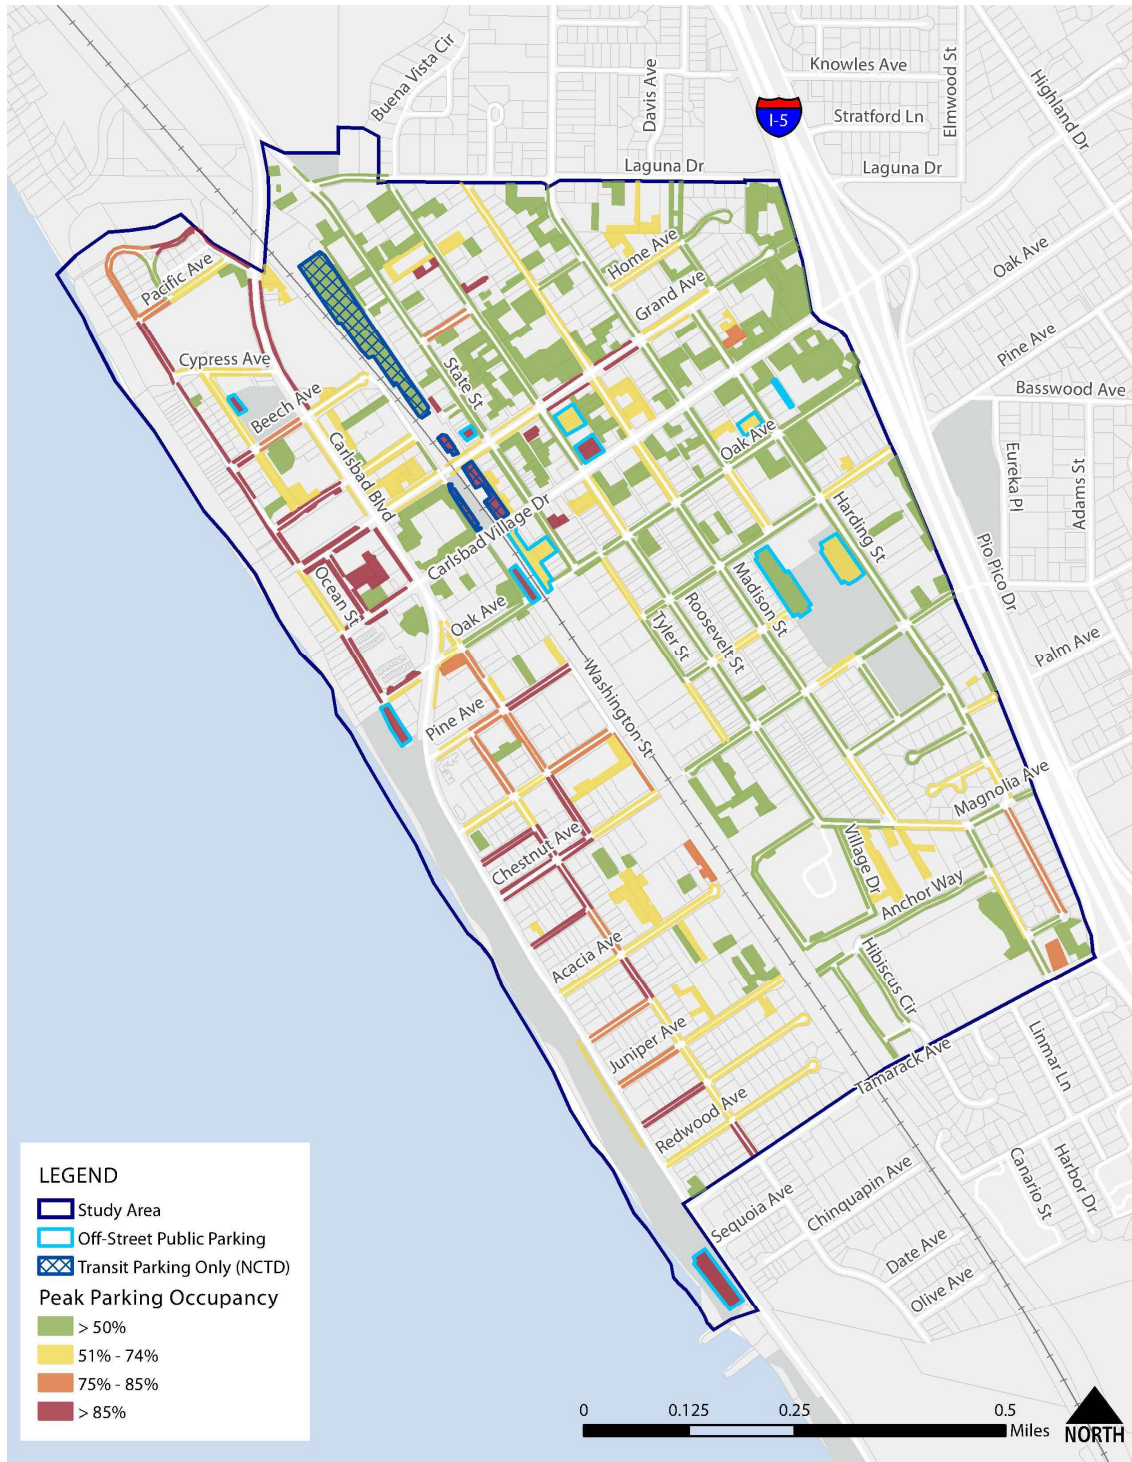 Buena Vista Cir
Davis Ave
Knowles Ave
Elmwood St
Highland Dr
I-5
Stratford Ln
Laguna Dr
Laguna Dr
Oak Ave
Home Ave
Pacific Ave
Grand Ave
Pine Ave
Cypress Ave
State St
Basswood Ave
Beech Ave
Oak Ave
Carlsbad Blvd
Eureka Pl
Adams St
Harding St
Carlsbad Village Dr
Pio Pico Dr
Ocean St
Oak Ave
Madison St
Roosevelt St
Tyler St
Palm Ave
Washington St
Pine Ave
Magnolia Ave
Chestnut Ave
Village Dr
Anchor Way
Acacia Ave
Hibiscus Cir
Juniper Ave
Linmar Ln
Tamarack Ave
Redwood Ave
Canario St
Harbor Dr
Sequoia Ave
Chinquapin Ave
Date Ave
Olive Ave
LEGEND
Study Area
Off-Street Public Parking
Transit Parking Only (NCTD)
Peak Parking Occupancy
> 50%
51% - 74%
75% - 85%
> 85%
0 0.125 0.25 0.5
Miles
NORTH